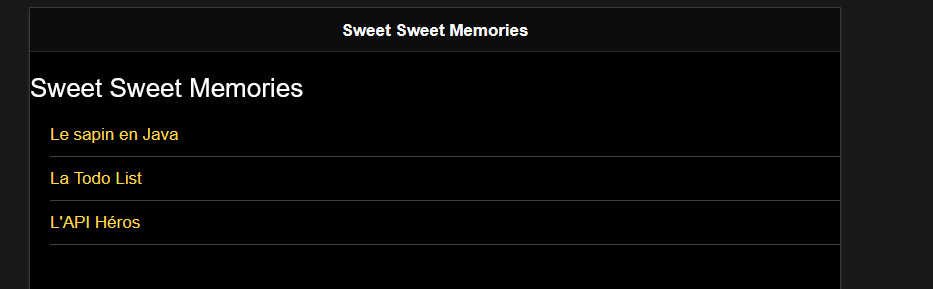 Sweet Sweet Memories
Sweet Sweet Memories
Le sapin en Java
La Todo List
L'API Héros